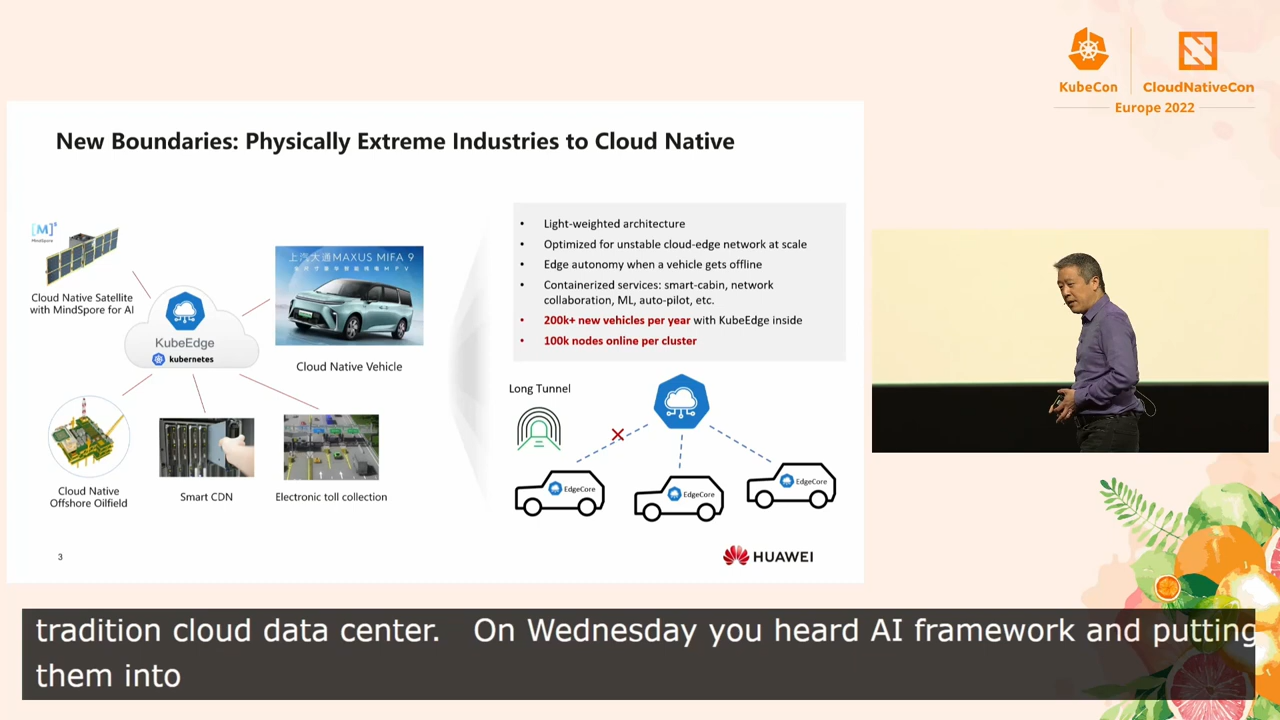 KubeCon
CloudNativeCon
Europe 2022
New Boundaries: Physically Extreme Industries to Cloud Native
[M]s
MindSpore
Cloud Native Satellite
with MindSpore for AI
KubeEdge
kubernetes
上汽大通MAXUS MIFA 9
Cloud Native Vehicle
Cloud Native
Offshore Oilfield
Smart CDN
Electronic toll collection
• Light-weighted architecture
• Optimized for unstable cloud-edge network at scale
• Edge autonomy when a vehicle gets offline
• Containerized services: smart-cabin, network
collaboration, ML, auto-pilot, etc.
• 200k+ new vehicles per year with KubeEdge inside
• 100k nodes online per cluster
Long Tunnel
EdgeCore
EdgeCore
EdgeCore
3
HUAWEI
tradition cloud data center. On Wednesday you heard AI framework and putting
them into